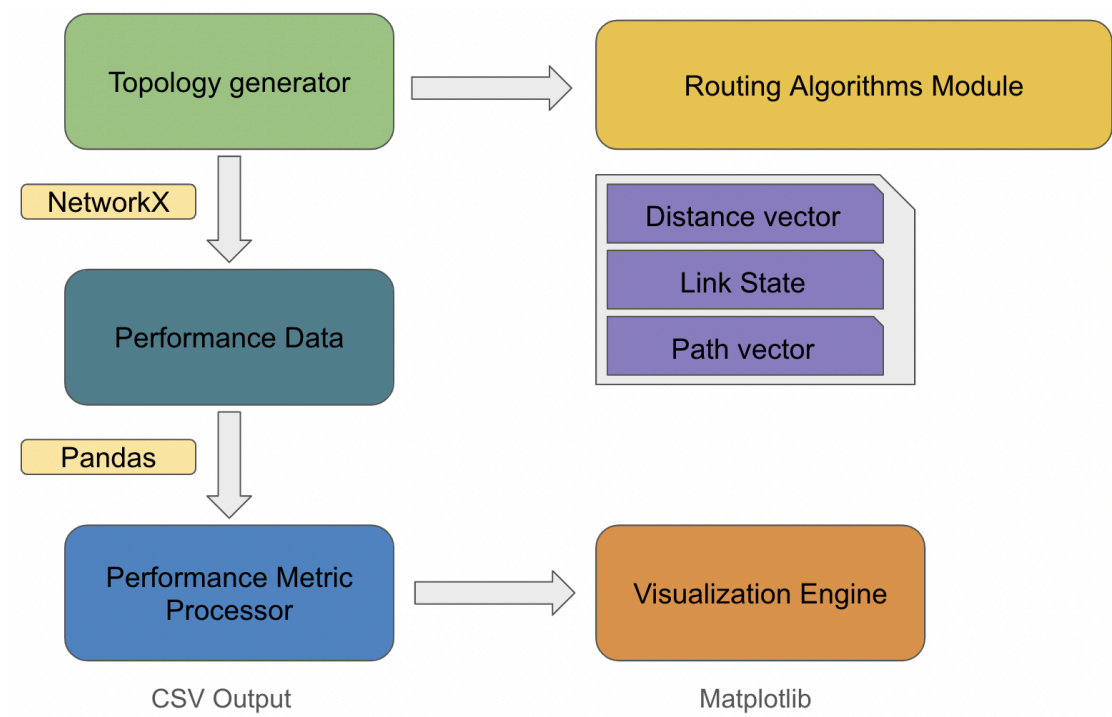 Topology generator
Routing Algorithms Module
NetworkX
Distance vector
Link State
Path vector
Performance Data
Pandas
Performance Metric
Processor
Visualization Engine
CSV Output
Matplotlib